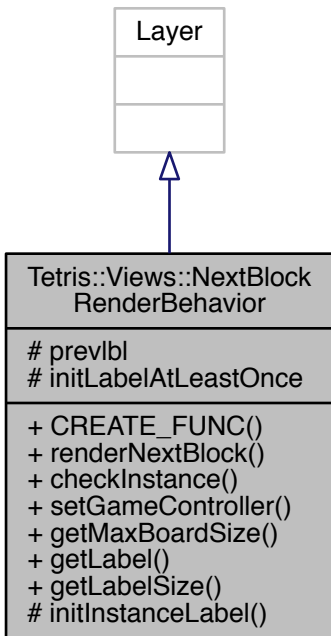 Layer
Tetris::Views::NextBlock
RenderBehavior
# prevlbl
# initLabelAtLeastOnce
+ CREATE_FUNC()
+ renderNextBlock()
+ checkInstance()
+ setGameController()
+ getMaxBoardSize()
+ getLabel()
+ getLabelSize()
# initInstanceLabel()